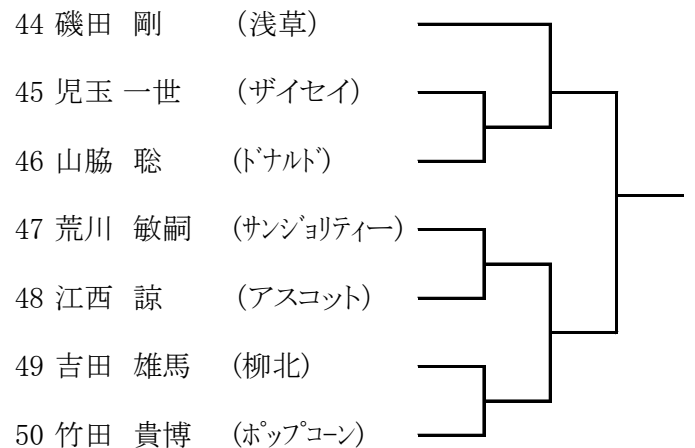 44 磯田　剛　（浅草）
45 児玉 一世　（ザイセイ）
46 山脇　聡　（ﾄﾞﾅﾙﾄﾞ）
47 荒川　敏嗣　（サンジョリティー）
48 江西　諒　（アスコット）
49 吉田　雄馬　（柳北）
50 竹田　貴博　（ポップコーン）